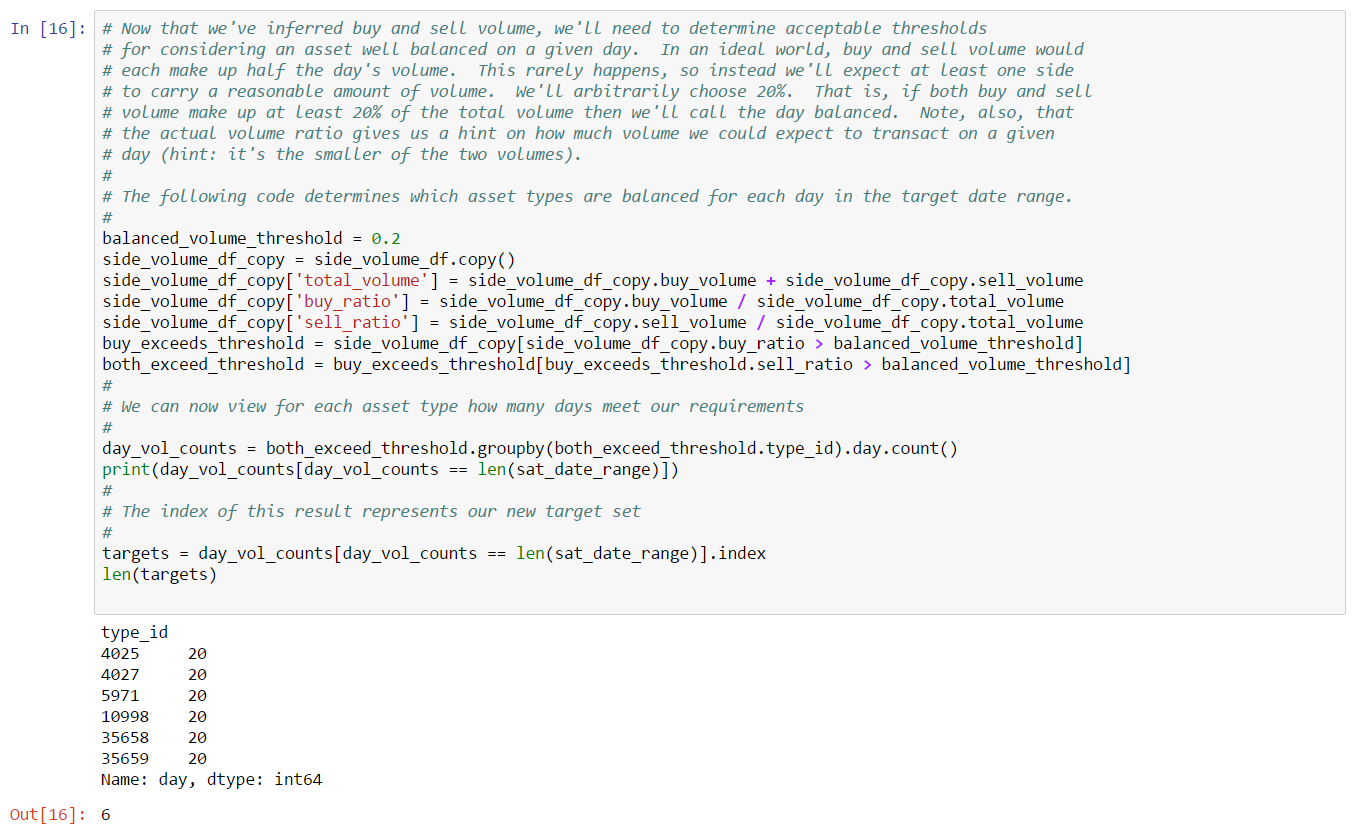 In [16]: # Now that we've inferred buy and sell volume, we'll need to determine acceptable thresholds
# for considering an asset well balanced on a given day.  In an ideal world, buy and sell volume would
# each make up half the day's volume.  This rarely happens, so instead we'll expect at least one side
# to carry a reasonable amount of volume.  We'll arbitrarily choose 20%.  That is, if both buy and sell
# volume make up at least 20% of the total volume then we'll call the day balanced.  Note, also, that
# the actual volume ratio gives us a hint on how much volume we could expect to transact on a given
# day (hint: it's the smaller of the two volumes).
#
# The following code determines which asset types are balanced for each day in the target date range.
#
balanced_volume_threshold = 0.2
side_volume_df_copy = side_volume_df.copy()
side_volume_df_copy['total_volume'] = side_volume_df_copy.buy_volume + side_volume_df_copy.sell_volume
side_volume_df_copy['buy_ratio'] = side_volume_df_copy.buy_volume / side_volume_df_copy.total_volume
side_volume_df_copy['sell_ratio'] = side_volume_df_copy.sell_volume / side_volume_df_copy.total_volume
buy_exceeds_threshold = side_volume_df_copy[side_volume_df_copy.buy_ratio > balanced_volume_threshold]
both_exceed_threshold = buy_exceeds_threshold[buy_exceeds_threshold.sell_ratio > balanced_volume_threshold]
#
# We can now view for each asset type how many days meet our requirements
#
day_vol_counts = both_exceed_threshold.groupby(both_exceed_threshold.type_id).day.count()
print(day_vol_counts[day_vol_counts == len(sat_date_range)])
#
# The index of this result represents our new target set
#
targets = day_vol_counts[day_vol_counts == len(sat_date_range)].index
len(targets)
type_id
4025     20
4027     20
5971     20
10998    20
35658    20
35659    20
Name: day, dtype: int64
Out[16]: 6